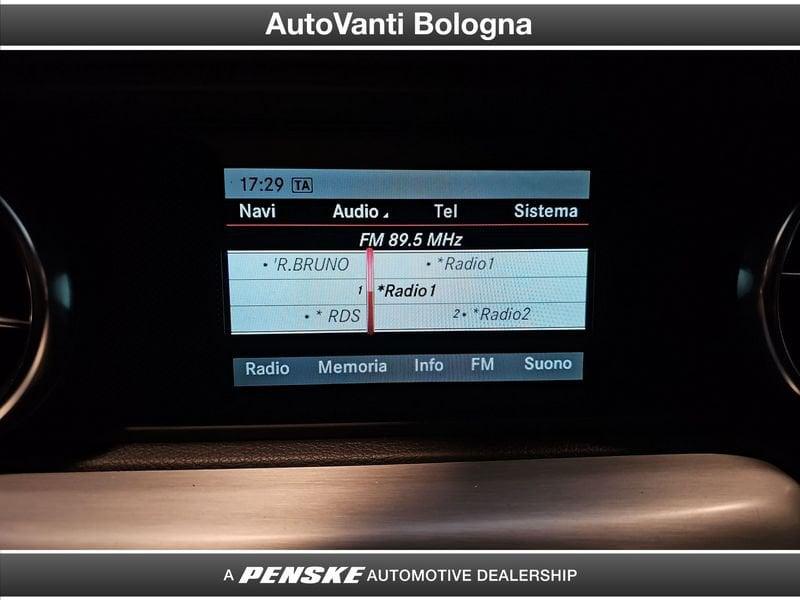 AutoVanti Bologna
17:29 TA
Navi Audio Tel Sistema
FM 89.5 MHz
• 'R.BRUNO • *Radio1
1 *Radio1
• * RDS 2• *Radio2
Radio Memoria Info FM Suono
A PENSKE AUTOMOTIVE DEALERSHIP